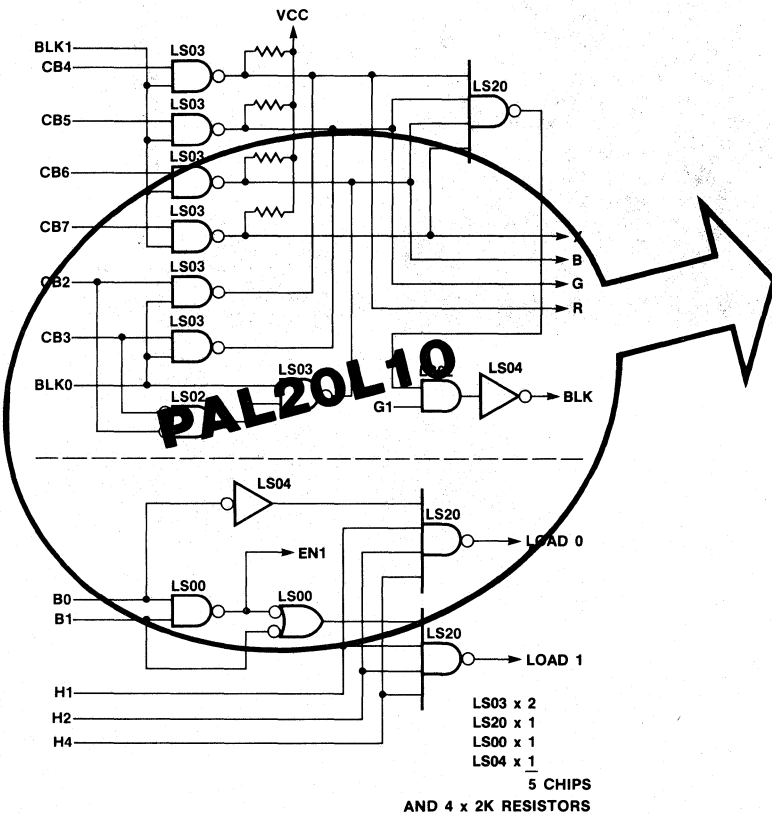 VCC
BLK1
LS03
CB4
LS20
LS03
CB5
LS03
CB6
LS03
CB7
X
LS03
B
CB2
G
LS03
R
CB3
LS03
LS04
BLK0
LS02
BLK
G1
PAL20L10
LS04
LS20
LOAD 0
EN1
LS00
LS00
B0
B1
LS20
LOAD 1
H1
LS03 x 2
H2
LS20 x 1
LS00 x 1
H4
LS04 x 1
5 CHIPS
AND 4 x 2K RESISTORS